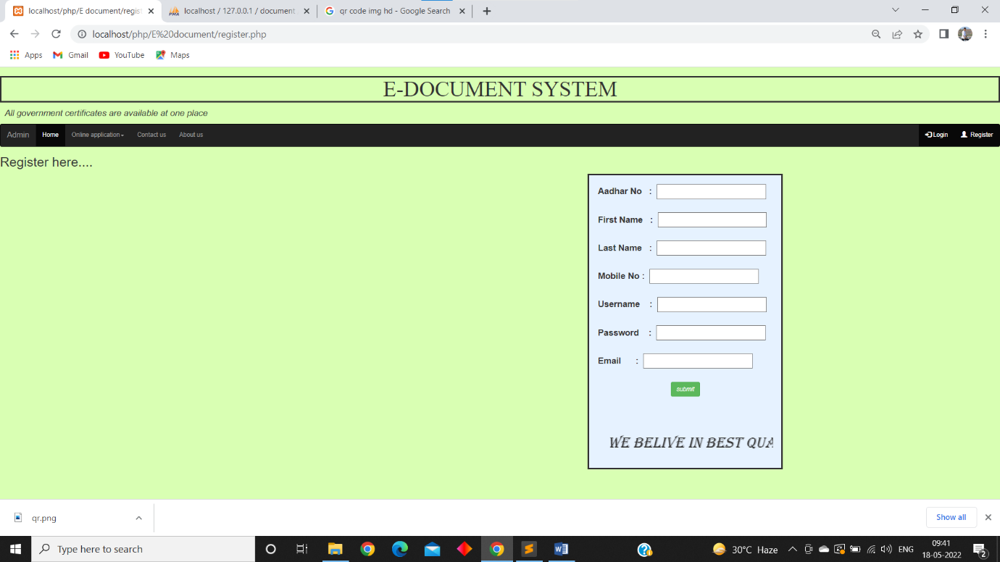 localhost/php/E document/regist
localhost / 127.0.0.1 / document
qr code img hd - Google Search
localhost/php/E%20document/register.php
Apps
Gmail
YouTube
Maps
E-DOCUMENT SYSTEM
All government certificates are available at one place
Admin
Home
Online application
Contact us
About us
Login
Register
Register here....
Aadhar No :
First Name :
Last Name :
Mobile No :
Username :
Password :
Email :
submit
WE BELIVE IN BEST QUA
qr.png
Show all
Type here to search
30°C Haze
ENG
09:41
18-05-2022
2